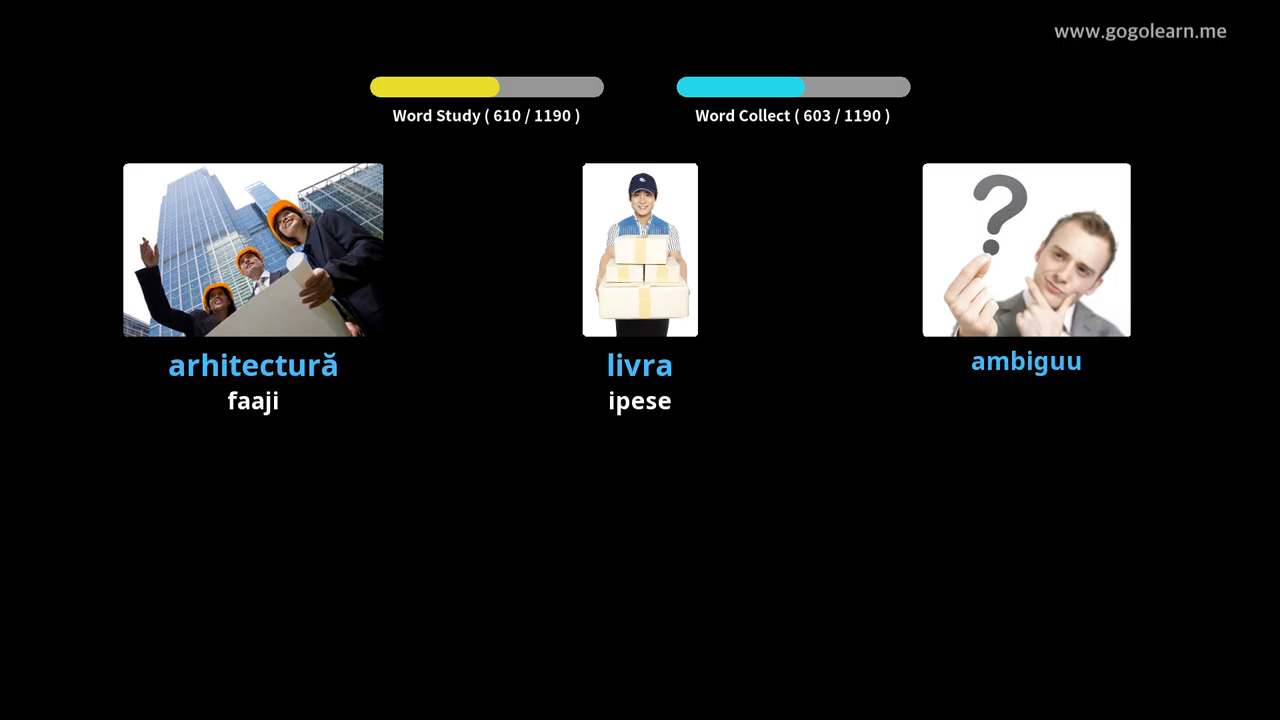 www.gogolearn.me
Word Study ( 610 / 1190 )
Word Collect ( 603 / 1190 )
arhitectură
faaji
livra
ipese
ambiguu